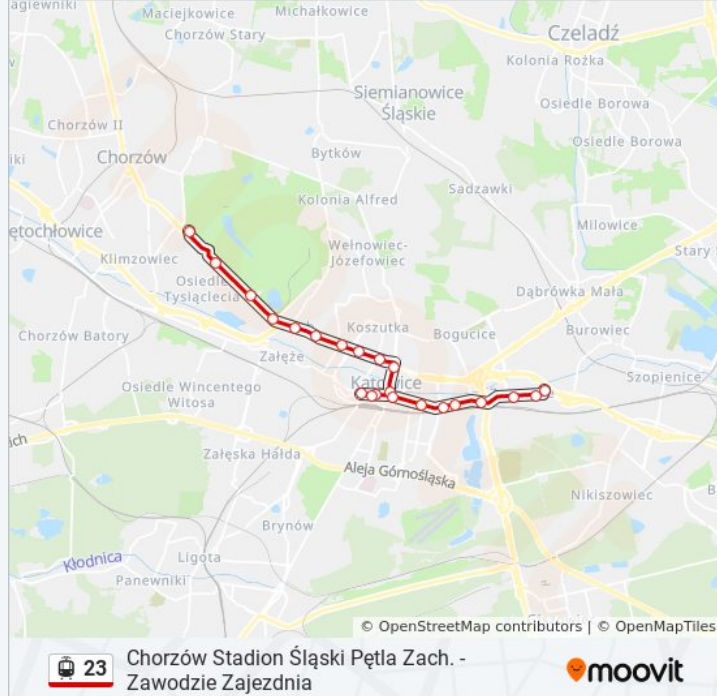 agiewniki
Maciejkowice
Michałkowice
Chorzów Stary
Czeladź
Kolonia Rożka
Siemianowice
Śląskie
Osiedle Borowa
Chorzów II
Osiedle Borowa
iki
Chorzów
Bytków
Sadzawki
Kolonia Alfred
Milowice
ętochłowice
Klimzowiec
Wełnowiec-
Józefowiec
Stary
Osiedle
Tysiąclecia
Dąbrówka Mała
Koszutka
Bogucice
Burowiec
Chorzów Batory
Załęże
Szopienice
Katowice
Osiedle Wincentego
Witosa
ach
Załęska Hałda
Aleja Górnośląska
Nikiszowiec
Brynów
Kłodnica
Ligota
Panewniki
© OpenStreetMap contributors | © OpenMapTiles
23
Chorzów Stadion Śląski Pętla Zach. -
Zawodzie Zajezdnia
moovit